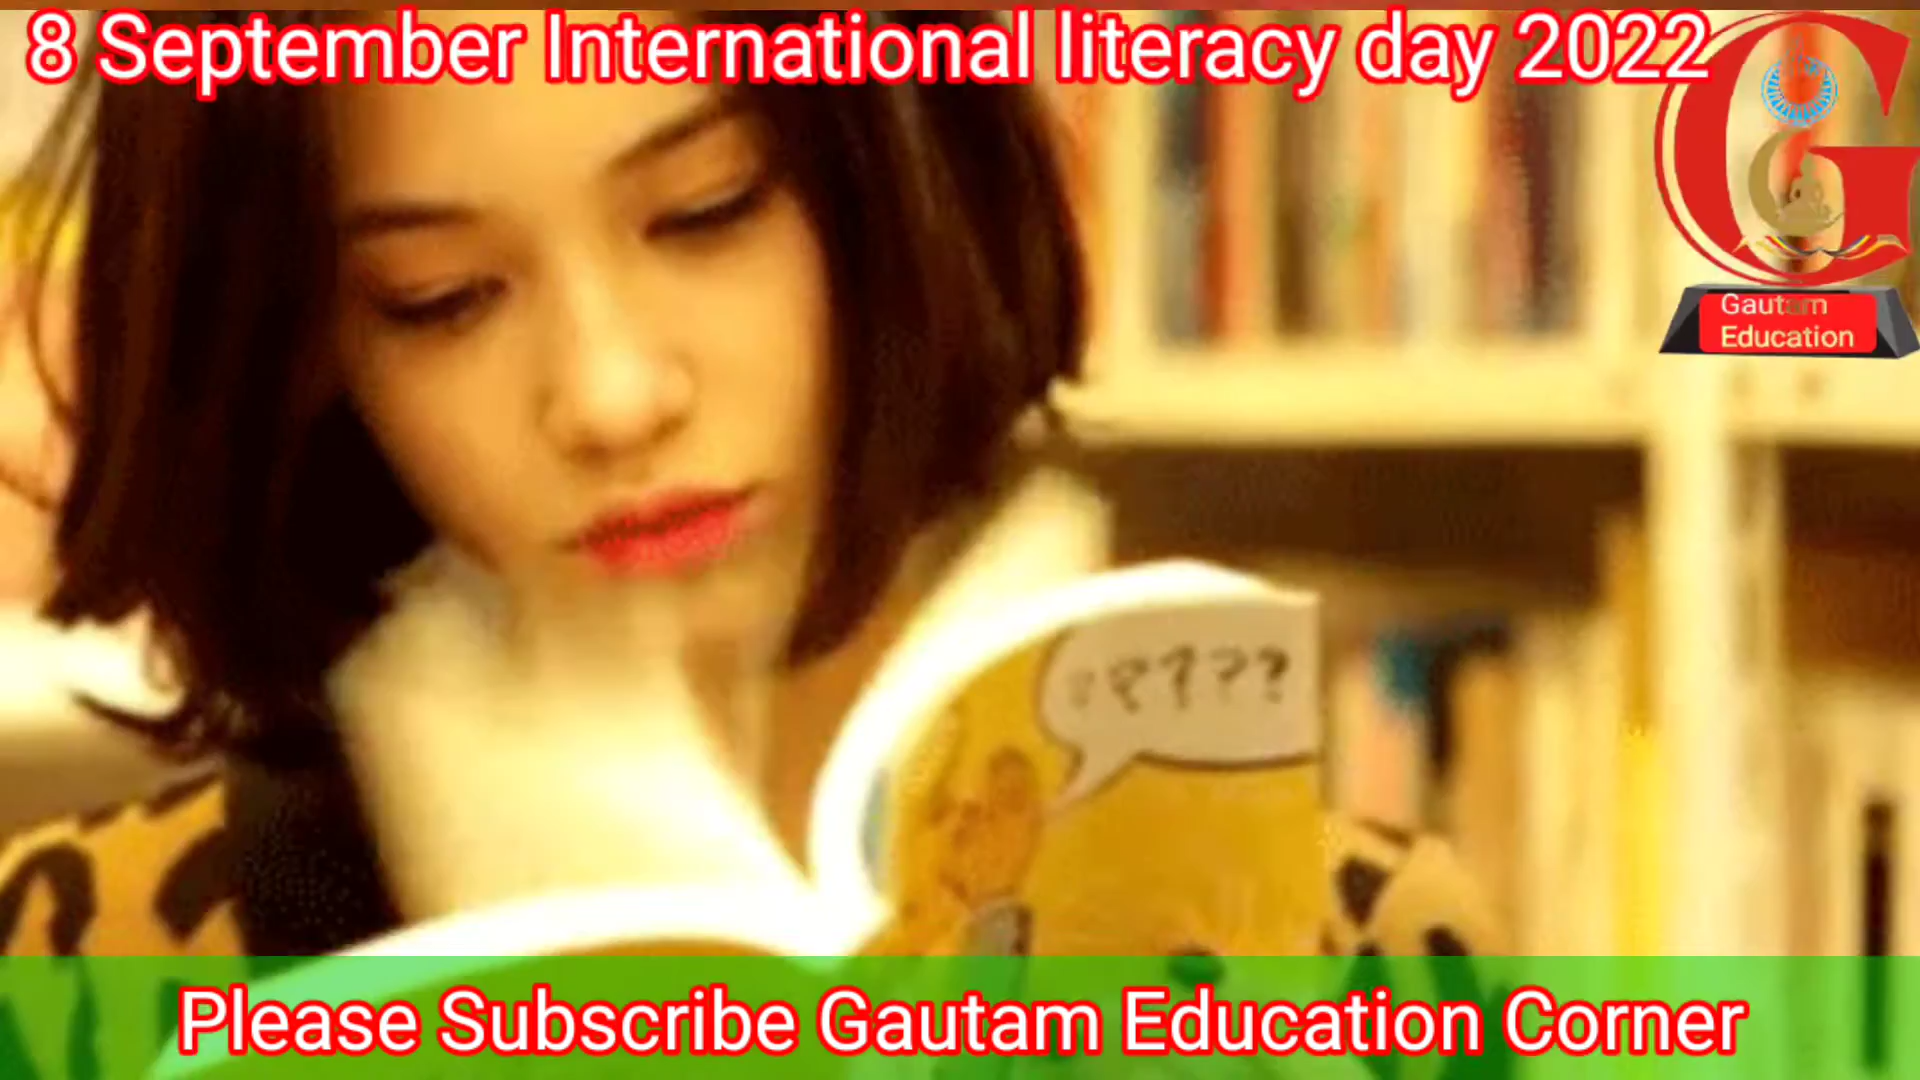 8 September International literacy day 2022
Gautam
Education
????
Please Subscribe Gautam Education Corner